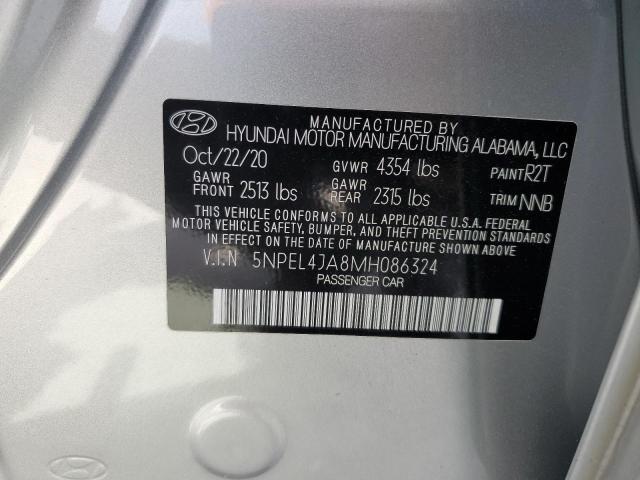 MANUFACTURED BY
HYUNDAI MOTOR MANUFACTURING ALABAMA, LLC
Oct/22/20 GVWR 4354 lbs PAINT R2T
GAWR FRONT 2513 lbs GAWR REAR 2315 lbs TRIM NNB
THIS VEHICLE CONFORMS TO ALL APPLICABLE U.S.A. FEDERAL
MOTOR VEHICLE SAFETY, BUMPER, AND THEFT PREVENTION STANDARDS
IN EFFECT ON THE DATE OF MANUFACTURE SHOWN ABOVE
V.I.N 5NPEL4JA8MH086324
PASSENGER CAR